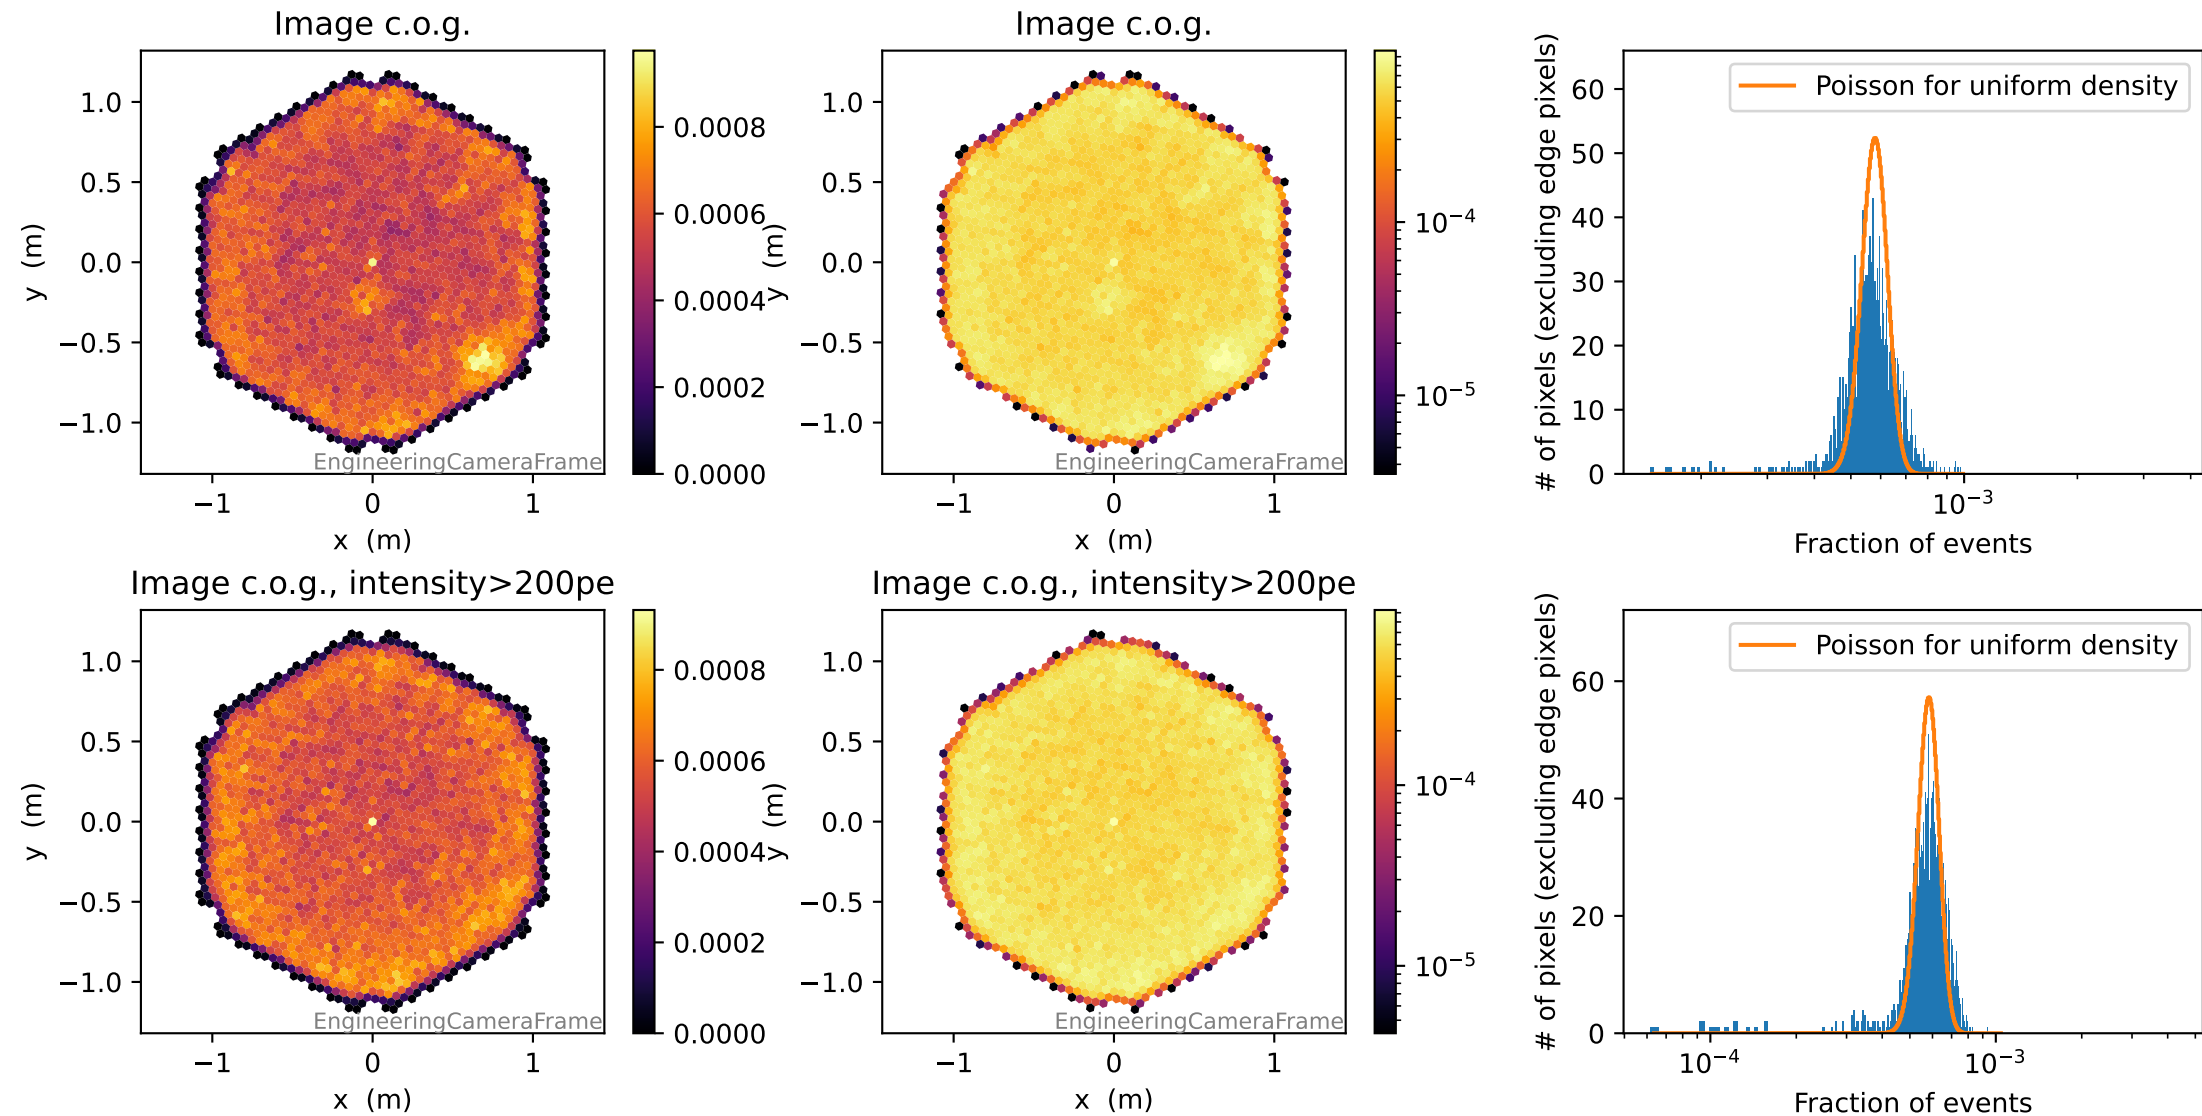 Image c.o.g.
1.0
0.5
0.0
−0.5
−1.0
y (m)
−1
0
1
x (m)
EngineeringCameraFrame
0.0008
0.0006
0.0004
0.0002
0.0000
Image c.o.g.
1.0
0.5
0.0
−0.5
−1.0
y (m)
−1
0
1
x (m)
EngineeringCameraFrame
10⁻⁴
10⁻⁵
Poisson for uniform density
60
50
40
30
20
10
0
# of pixels (excluding edge pixels)
10⁻³
Fraction of events
Image c.o.g., intensity>200pe
1.0
0.5
0.0
−0.5
−1.0
y (m)
−1
0
1
x (m)
EngineeringCameraFrame
0.0008
0.0006
0.0004
0.0002
0.0000
Image c.o.g., intensity>200pe
1.0
0.5
0.0
−0.5
−1.0
y (m)
−1
0
1
x (m)
EngineeringCameraFrame
10⁻⁴
10⁻⁵
Poisson for uniform density
60
40
20
0
# of pixels (excluding edge pixels)
10⁻⁴
10⁻³
Fraction of events